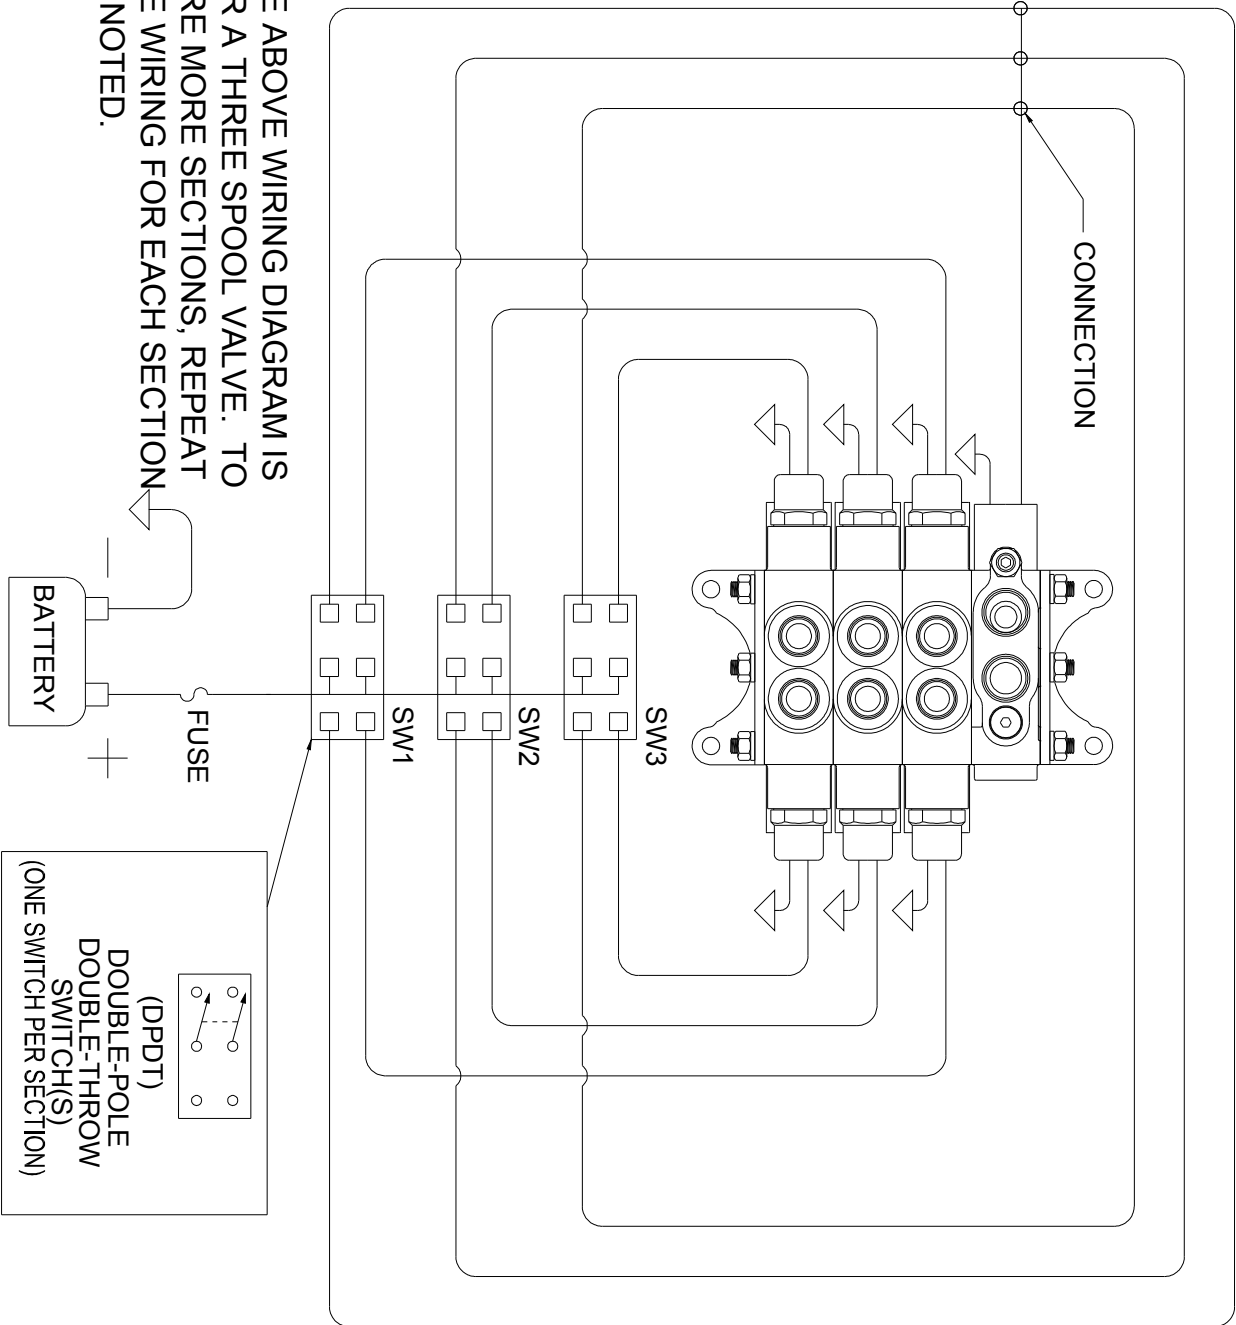 CONNECTION
SW3
SW2
SW1
FUSE
BATTERY
−
+
E ABOVE WIRING DIAGRAM IS
R A THREE SPOOL VALVE. TO
RE MORE SECTIONS, REPEAT
E WIRING FOR EACH SECTION
NOTED.
(DPDT)
DOUBLE-POLE
DOUBLE-THROW
SWITCH(S)
(ONE SWITCH PER SECTION)